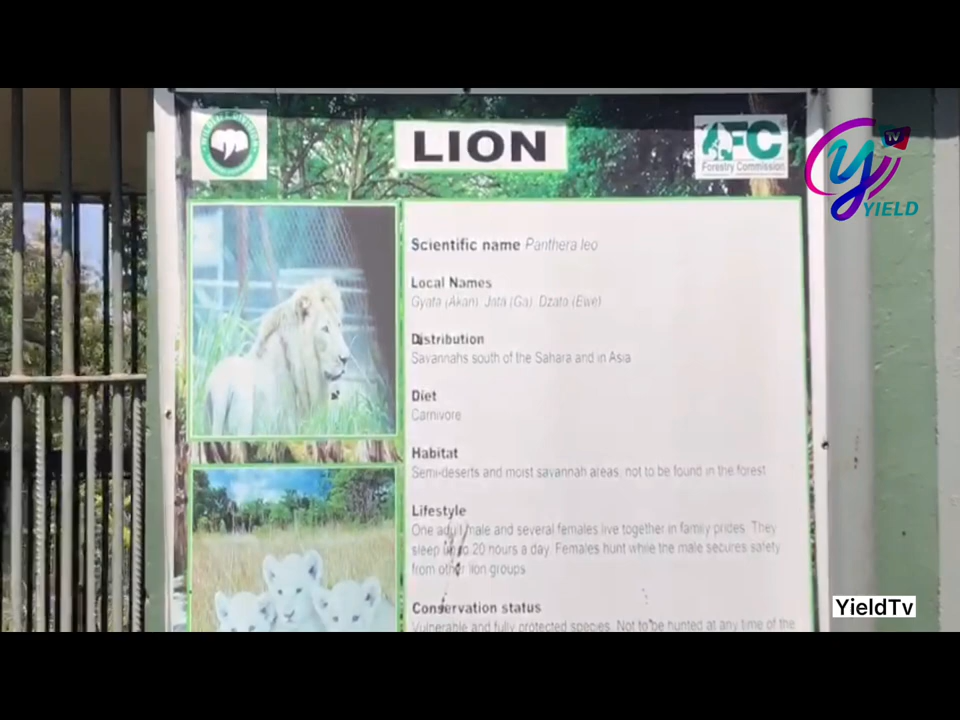 LION
FC
Forestry Commission
TV
YIELD
Scientific name Panthera leo
Local Names
Gyata (Akan) Jata (Ga) Dzata (Ewe)
Distribution
Savannahs south of the Sahara and in Asia
Diet
Carnivore
Habitat
Semi-deserts and moist savannah areas, not to be found in the forest
Lifestyle
One adult male and several females live together in family prides. They
sleep up to 20 hours a day. Females hunt while the male secures safety
from other lion groups
Conservation status
Vulnerable and fully protected species. Not to be hunted at any time of the
YieldTv